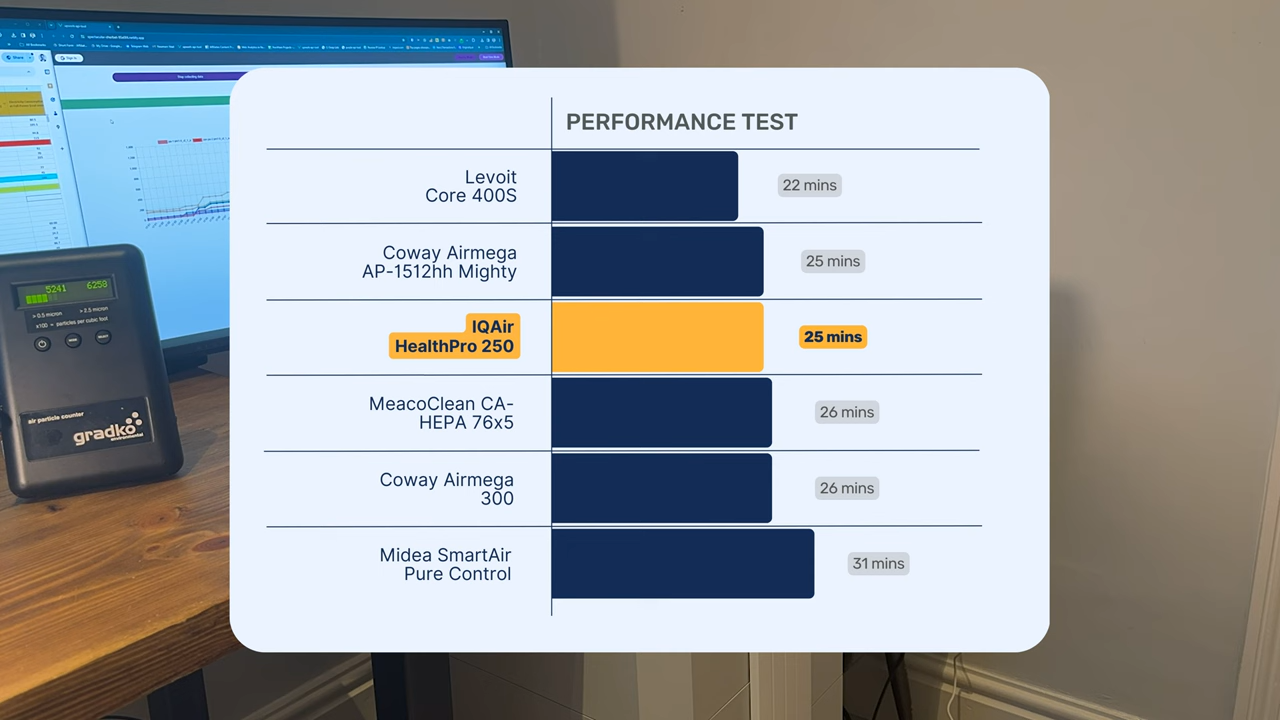 PERFORMANCE TEST
Levoit
Core 400S
22 mins
Coway Airmega
AP-1512hh Mighty
25 mins
IQAir
HealthPro 250
25 mins
MeacoClean CA-
HEPA 76x5
26 mins
Coway Airmega
300
26 mins
Midea SmartAir
Pure Control
31 mins
5241 6258
> 0.5 micron > 2.5 micron
x100 = particles per cubic foot
air particle counter
gradko
environmental
Share